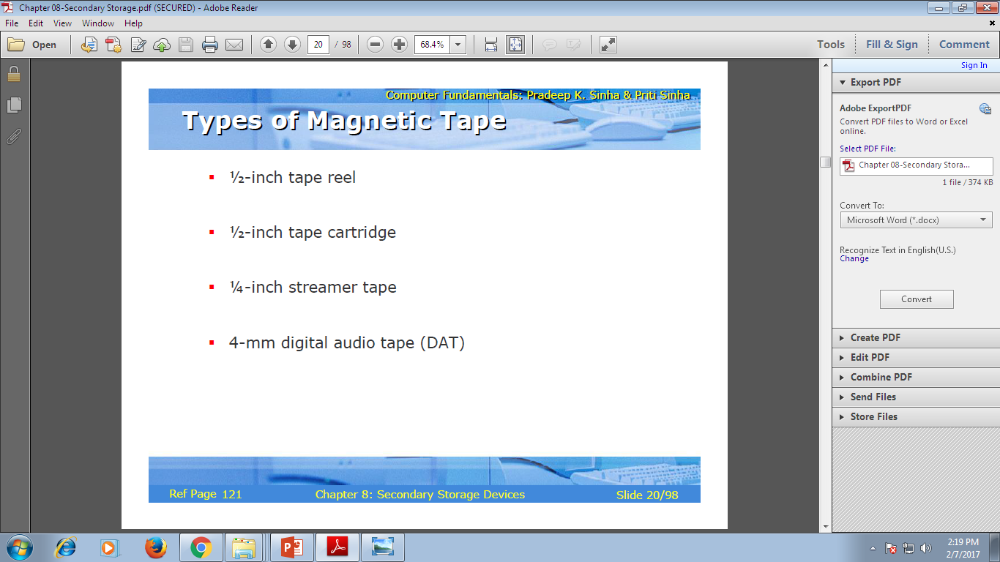 Chapter 08-Secondary Storage.pdf (SECURED) - Adobe Reader
File Edit View Window Help
Open 20 / 98 68.4% Tools Fill & Sign Comment
Sign In
Export PDF
Adobe ExportPDF
Convert PDF files to Word or Excel
online.
Select PDF File:
Chapter 08-Secondary Stora...
1 file / 374 KB
Convert To:
Microsoft Word (*.docx)
Recognize Text in English(U.S.)
Change
Convert
Create PDF
Edit PDF
Combine PDF
Send Files
Store Files
Computer Fundamentals: Pradeep K. Sinha & Priti Sinha
Types of Magnetic Tape
▪ ½-inch tape reel
▪ ½-inch tape cartridge
▪ ¼-inch streamer tape
▪ 4-mm digital audio tape (DAT)
Ref Page 121 Chapter 8: Secondary Storage Devices Slide 20/98
2:19 PM
2/7/2017